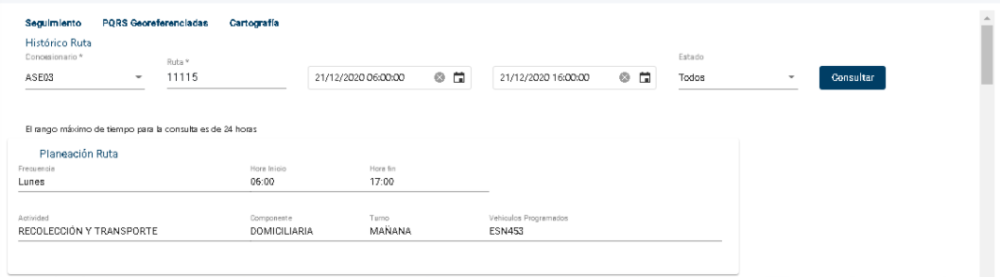 Seguimiento PQRS Georeferenciadas Cartografía
Histórico Ruta
Concesionario * Ruta * Estado
ASE03 11115 21/12/2020 06:00:00 21/12/2020 16:00:00 Todos Consultar
El rango máximo de tiempo para la consulta es de 24 horas
Planeación Ruta
Frecuencia Hora Inicio Hora fin
Lunes 06:00 17:00
Actividad Componente Turno Vehículos Programados
RECOLECCIÓN Y TRANSPORTE DOMICILIARIA MAÑANA ESN453